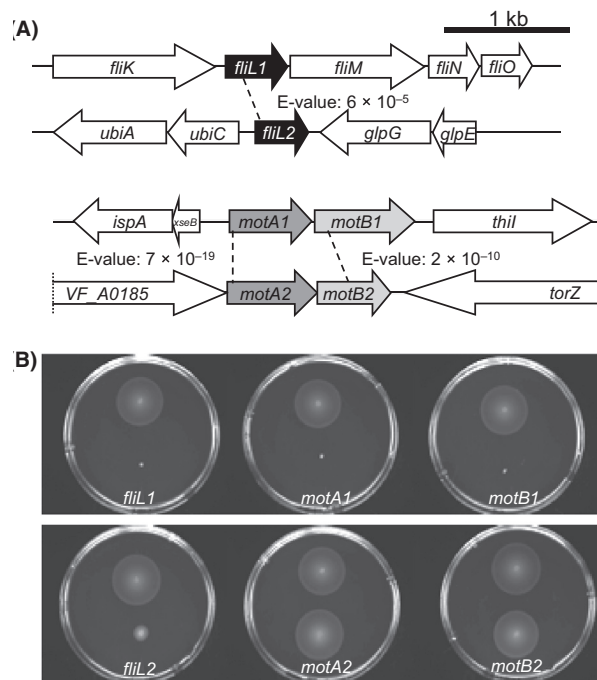 (A)
1 kb
fliK fliL1 fliM fliN fliO
E-value: 6 × 10–5
ubiA ubiC fliL2 glpG glpE
ispA xseB motA1 motB1 thiI
E-value: 7 × 10–19 E-value: 2 × 10–10
VF_A0185 motA2 motB2 torZ
(B)
fliL1 motA1 motB1
fliL2 motA2 motB2